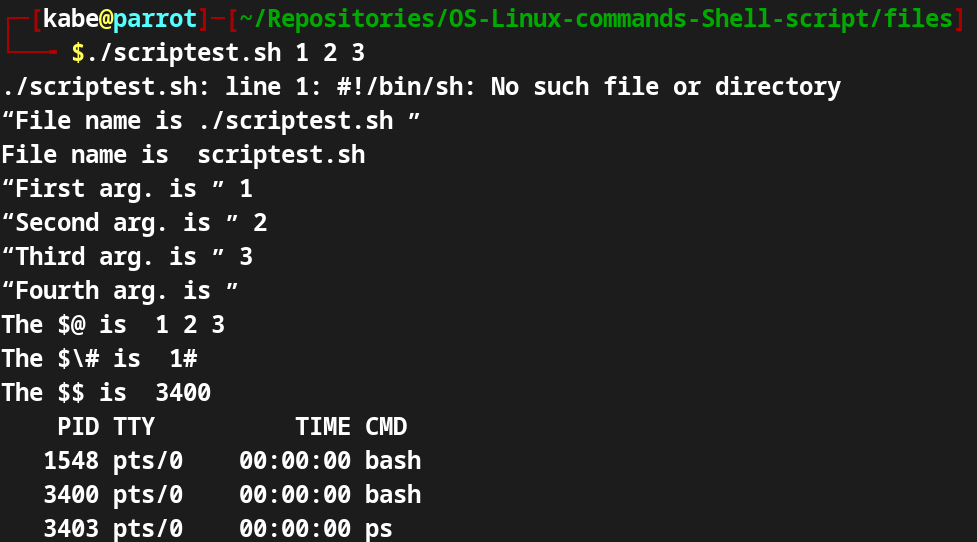 ┌─[kabe@parrot]─[~/Repositories/OS-Linux-commands-Shell-script/files]
└──╼ $./scriptest.sh 1 2 3
./scriptest.sh: line 1: #!/bin/sh: No such file or directory
“File name is ./scriptest.sh ”
File name is  scriptest.sh
“First arg. is ” 1
“Second arg. is ” 2
“Third arg. is ” 3
“Fourth arg. is ”
The $@ is  1 2 3
The $\# is  1#
The $$ is  3400
    PID TTY          TIME CMD
   1548 pts/0    00:00:00 bash
   3400 pts/0    00:00:00 bash
   3403 pts/0    00:00:00 ps